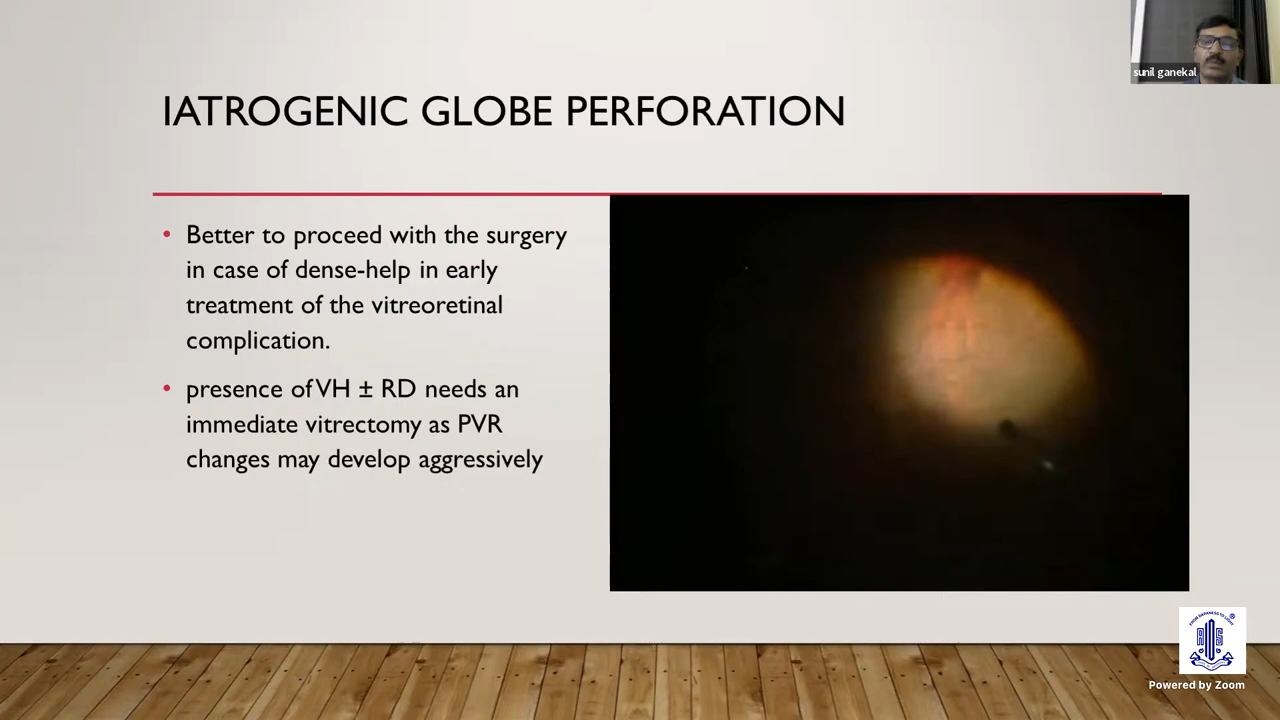 sunil ganekal
IATROGENIC GLOBE PERFORATION
• Better to proceed with the surgery
in case of dense-help in early
treatment of the vitreoretinal
complication.
• presence of VH ± RD needs an
immediate vitrectomy as PVR
changes may develop aggressively
Powered by Zoom